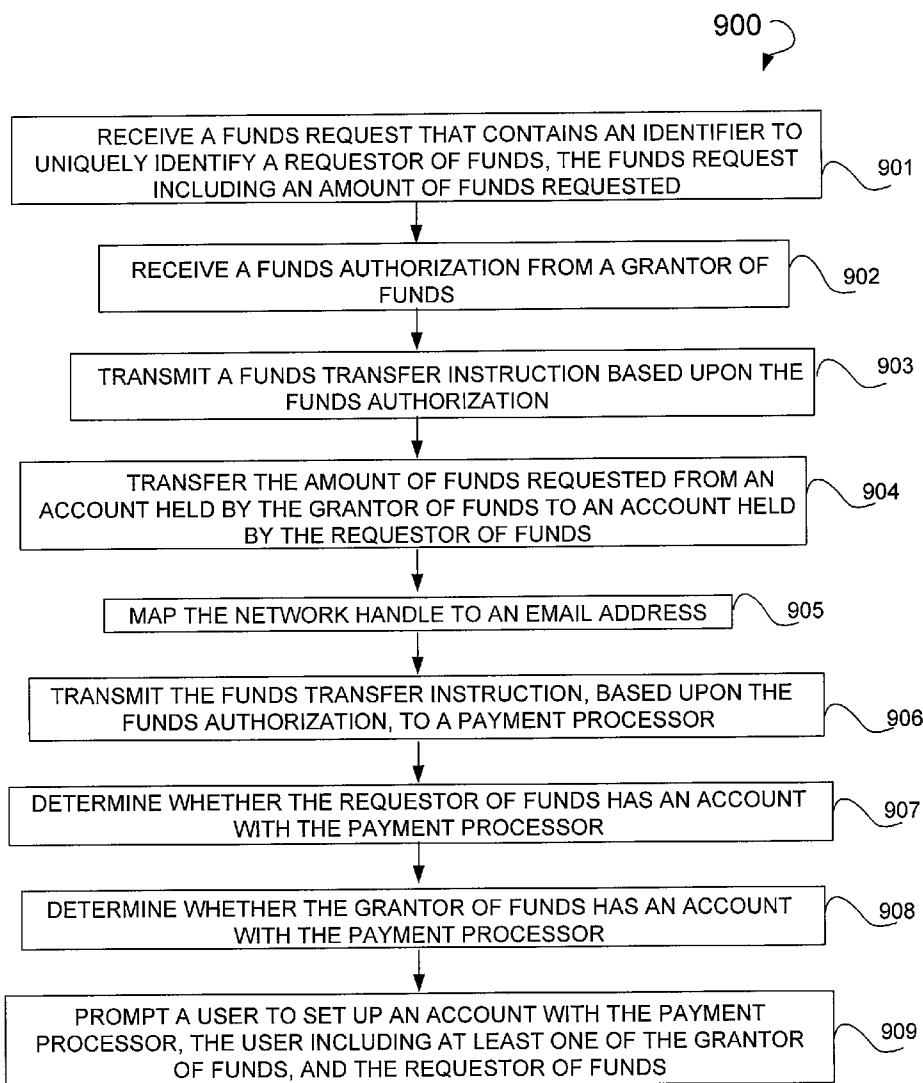 900
RECEIVE A FUNDS REQUEST THAT CONTAINS AN IDENTIFIER TO
UNIQUELY IDENTIFY A REQUESTOR OF FUNDS, THE FUNDS REQUEST
INCLUDING AN AMOUNT OF FUNDS REQUESTED
901
RECEIVE A FUNDS AUTHORIZATION FROM A GRANTOR OF
FUNDS
902
TRANSMIT A FUNDS TRANSFER INSTRUCTION BASED UPON THE
FUNDS AUTHORIZATION
903
TRANSFER THE AMOUNT OF FUNDS REQUESTED FROM AN
ACCOUNT HELD BY THE GRANTOR OF FUNDS TO AN ACCOUNT HELD
BY THE REQUESTOR OF FUNDS
904
MAP THE NETWORK HANDLE TO AN EMAIL ADDRESS
905
TRANSMIT THE FUNDS TRANSFER INSTRUCTION, BASED UPON THE
FUNDS AUTHORIZATION, TO A PAYMENT PROCESSOR
906
DETERMINE WHETHER THE REQUESTOR OF FUNDS HAS AN ACCOUNT
WITH THE PAYMENT PROCESSOR
907
DETERMINE WHETHER THE GRANTOR OF FUNDS HAS AN ACCOUNT
WITH THE PAYMENT PROCESSOR
908
PROMPT A USER TO SET UP AN ACCOUNT WITH THE PAYMENT
PROCESSOR, THE USER INCLUDING AT LEAST ONE OF THE GRANTOR
OF FUNDS, AND THE REQUESTOR OF FUNDS
909